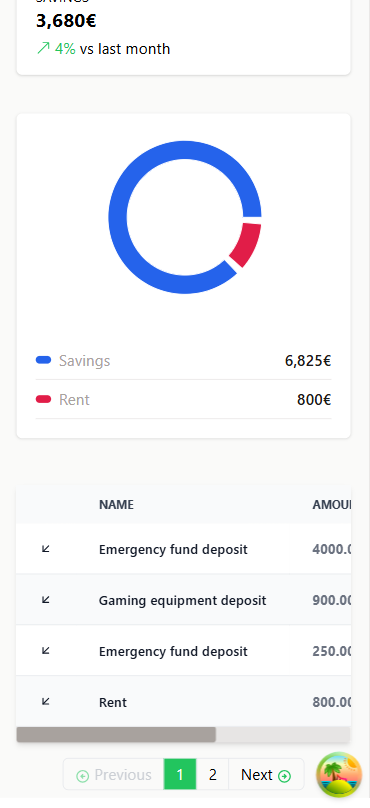 SAVINGS
3,680€
4% vs last month
Savings 6,825€
Rent 800€
NAME AMOU
Emergency fund deposit 4000.0
Gaming equipment deposit 900.00
Emergency fund deposit 250.00
Rent 800.00
Previous 1 2 Next